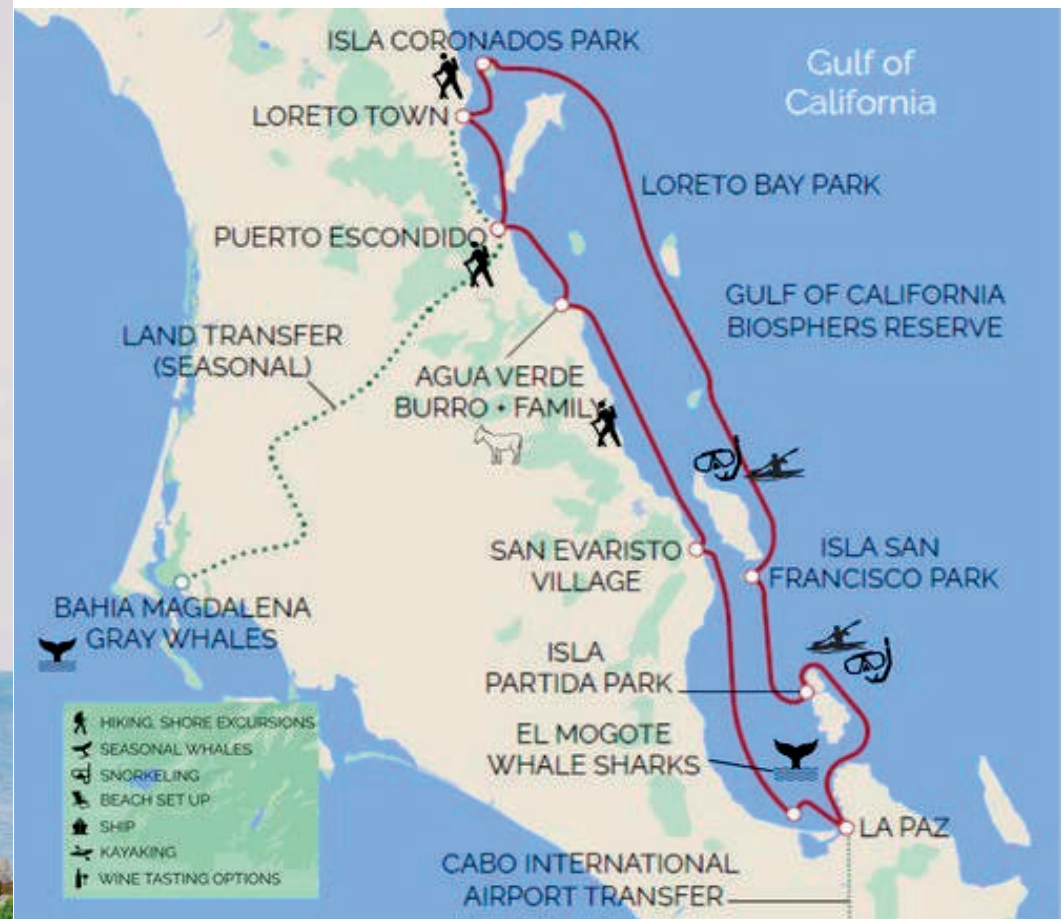 ISLA CORONADOS PARK
Gulf of
California
LORETO TOWN
LORETO BAY PARK
PUERTO ESCONDIDO
GULF OF CALIFORNIA
BIOSPHERS RESERVE
LAND TRANSFER
(SEASONAL)
AGUA VERDE
BURRO + FAMILY
SAN EVARISTO
VILLAGE
ISLA SAN
FRANCISCO PARK
BAHIA MAGDALENA
GRAY WHALES
ISLA
PARTIDA PARK
EL MOGOTE
WHALE SHARKS
LA PAZ
CABO INTERNATIONAL
AIRPORT TRANSFER
HIKING, SHORE EXCURSIONS
SEASONAL WHALES
SNORKELING
BEACH SET UP
SHIP
KAYAKING
WINE TASTING OPTIONS